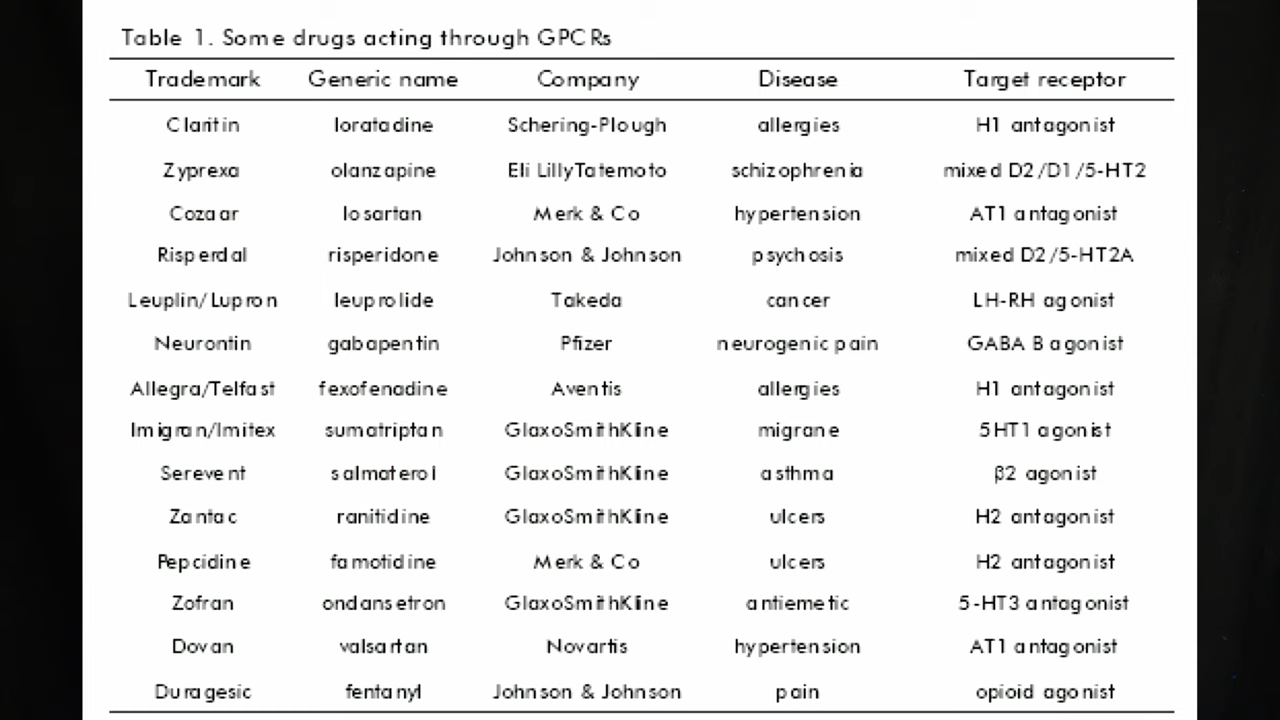 Table 1. Some drugs acting through GPCRs
Trademark Generic name Company Disease Target receptor
Claritin loratadine Schering-Plough allergies H1 antagonist
Zyprexa olanzapine Eli LillyTatemoto schizophrenia mixed D2/D1/5-HT2
Cozaar losartan Merk & Co hypertension AT1 antagonist
Risperdal risperidone Johnson & Johnson psychosis mixed D2/5-HT2A
Leuplin/Lupron leuprolide Takeda cancer LH-RH agonist
Neurontin gabapentin Pfizer neurogenic pain GABA B agonist
Allegra/Telfast fexofenadine Aventis allergies H1 antagonist
Imigran/Imitex sumatriptan GlaxoSmithKline migrane 5HT1 agonist
Serevent salmaterol GlaxoSmithKline asthma β2 agonist
Zantac ranitidine GlaxoSmithKline ulcers H2 antagonist
Pepcidine famotidine Merk & Co ulcers H2 antagonist
Zofran ondansetron GlaxoSmithKline antiemetic 5-HT3 antagonist
Dovan valsartan Novartis hypertension AT1 antagonist
Duragesic fentanyl Johnson & Johnson pain opioid agonist